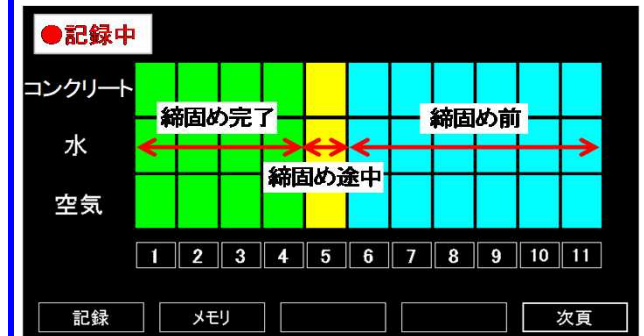 ●記録中
コンクリート
締固め完了
締固め前
水
締固め途中
空気
1 2 3 4 5 6 7 8 9 10 11
記録 メモリ 次頁